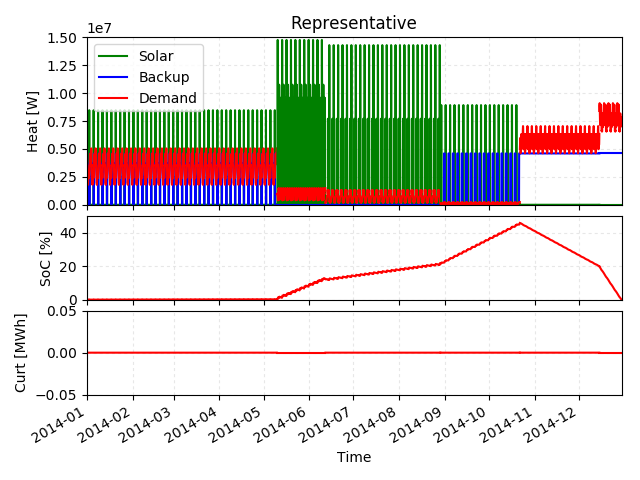 Representative
1e7
1.50
1.25
1.00
0.75
0.50
0.25
0.00
Heat [W]
Solar
Backup
Demand
40
20
0
SoC [%]
0.05
0.00
−0.05
Curt [MWh]
2014-01
2014-02
2014-03
2014-04
2014-05
2014-06
2014-07
2014-08
2014-09
2014-10
2014-11
2014-12
Time